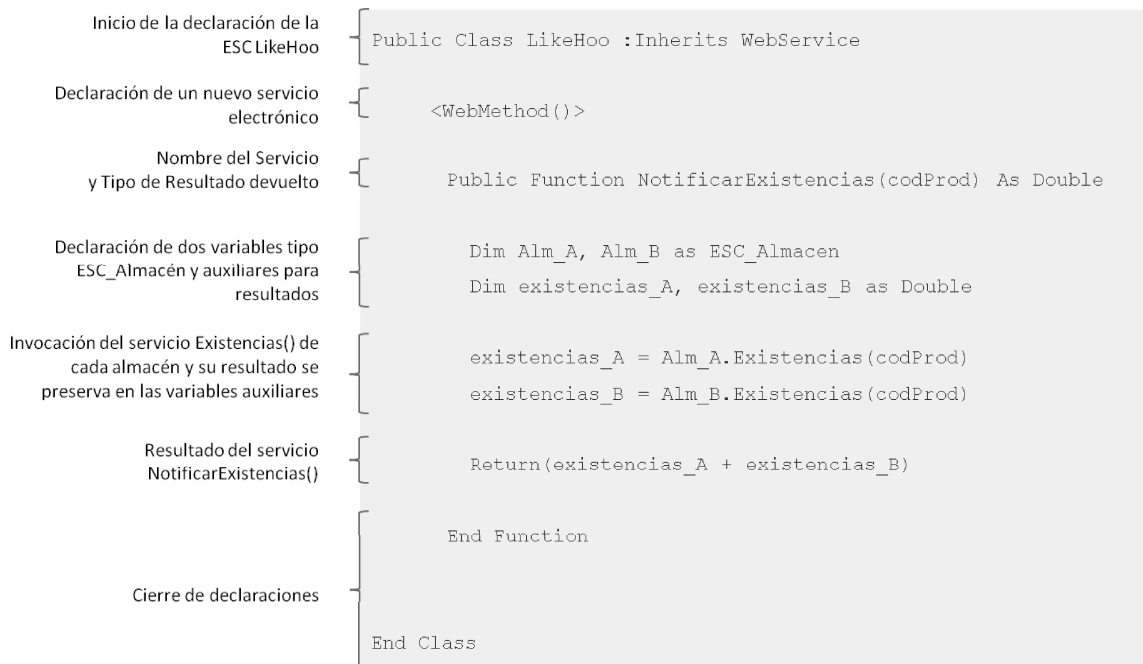 Inicio de la declaración de la
ESC LikeHoo
Public Class LikeHoo :Inherits WebService
Declaración de un nuevo servicio
electrónico
<WebMethod()>
Nombre del Servicio
y Tipo de Resultado devuelto
Public Function NotificarExistencias(codProd) As Double
Declaración de dos variables tipo
ESC_Almacén y auxiliares para
resultados
Dim Alm_A, Alm_B as ESC_Almacen
Dim existencias_A, existencias_B as Double
Invocación del servicio Existencias() de
cada almacén y su resultado se
preserva en las variables auxiliares
existencias_A = Alm_A.Existencias(codProd)
existencias_B = Alm_B.Existencias(codProd)
Resultado del servicio
NotificarExistencias()
Return(existencias_A + existencias_B)
End Function
Cierre de declaraciones
End Class